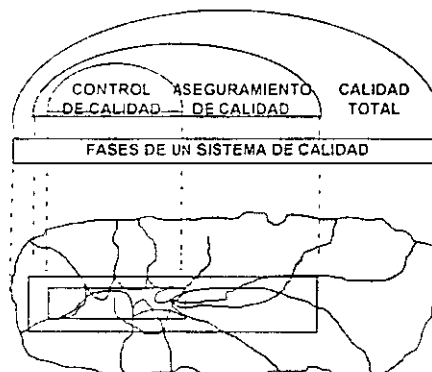 CONTROL
DE CALIDAD
ASEGURAMIENTO
DE CALIDAD
CALIDAD
TOTAL
FASES DE UN SISTEMA DE CALIDAD